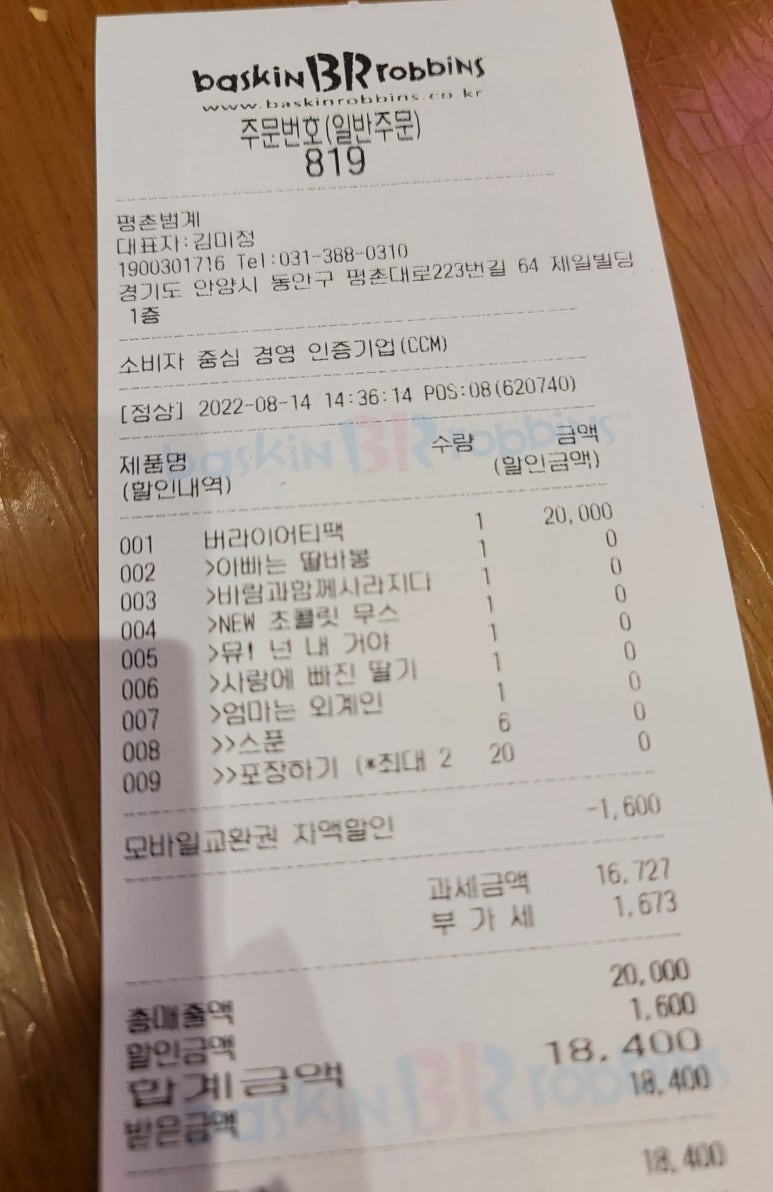 baskin BR robbins
www.baskinrobbins.co.kr
주문번호(일반주문)
819
평촌범계
대표자:김미정
1900301716 Tel:031-388-0310
경기도 안양시 동안구 평촌대로223번길 64 제일빌딩
1층
소비자 중심 경영 인증기업(CCM)
[정상] 2022-08-14 14:36:14 POS:08(620740)
제품명 수량 금액
(할인내역) (할인금액)
001 버라이어티팩 1 20,000
002 >아빠는 딸바봉 1 0
003 >바람과함께사라지다 1 0
004 >NEW 초콜릿 무스 1 0
005 >뮤! 넌 내 거야 1 0
006 >사랑에 빠진 딸기 1 0
007 >엄마는 외계인 1 0
008 >>스푼 6 0
009 >>포장하기 (*최대 2 20 0
모바일교환권 차액할인 -1,600
과세금액 16,727
부 가 세 1,673
총매출액 20,000
할인금액 1,600
합계금액 18,400
받은금액 18,400
18,400